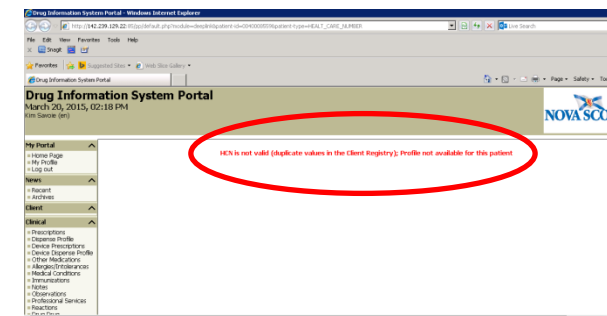 Drug Information System Portal - Windows Internet Explorer
File Edit View Favorites Tools Help
X Snagit
Favorites Suggested Sites Web Slice Gallery
Drug Information System Portal
Page Safety
Live Search
Drug Information System Portal
March 20, 2015, 02:18 PM
Kim Savoie (en)
NOVA SCO
My Portal
Home Page
My Profile
Log out
News
Recent
Archives
Client
Clinical
Prescriptions
Dispense Profile
Device Prescriptions
Device Dispense Profile
Other Medications
Allergies/Intolerances
Medical Conditions
Immunizations
Notes
Observations
Professional Services
Reactions
HCN is not valid (duplicate values in the Client Registry); Profile not available for this patient